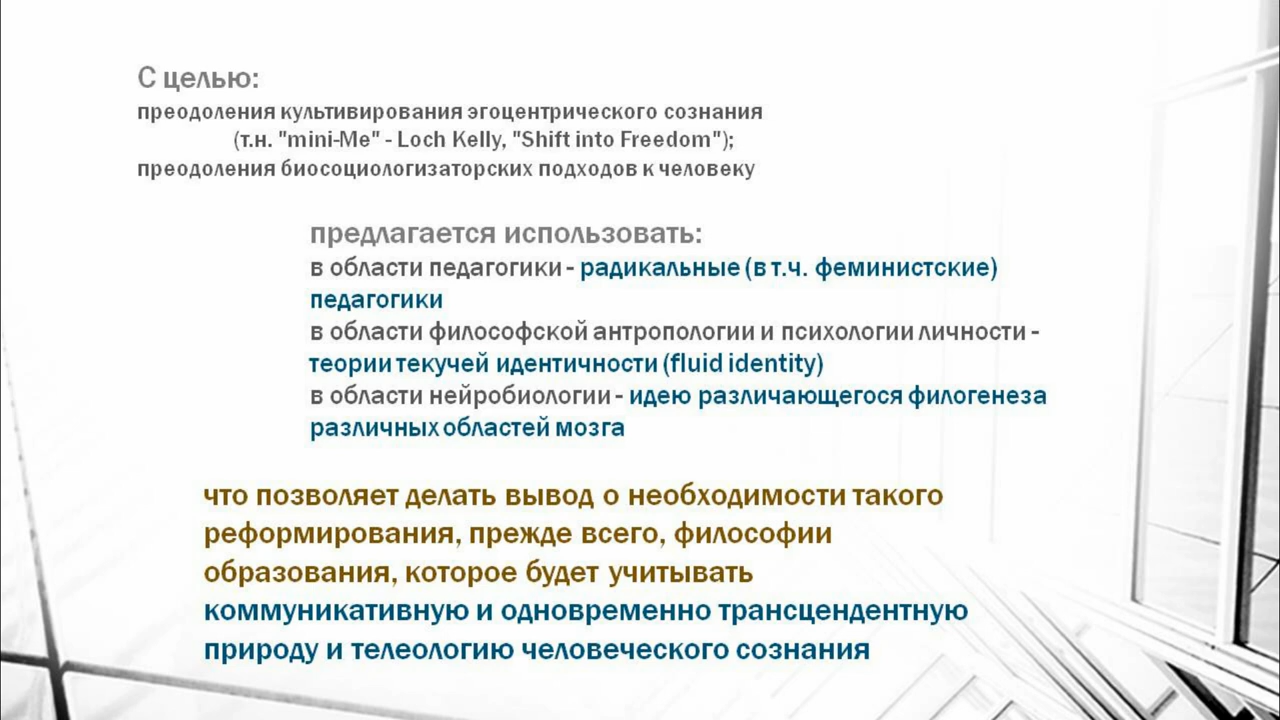 С целью:
преодоления культивирования эгоцентрического сознания
(т.н. "mini-Me" - Loch Kelly, "Shift into Freedom");
преодоления биосоциологизаторских подходов к человеку
предлагается использовать:
в области педагогики - радикальные (в т.ч. феминистские)
педагогики
в области философской антропологии и психологии личности -
теории текучей идентичности (fluid identity)
в области нейробиологии - идею различающегося филогенеза
различных областей мозга
что позволяет делать вывод о необходимости такого
реформирования, прежде всего, философии
образования, которое будет учитывать
коммуникативную и одновременно трансцендентную
природу и телеологию человеческого сознания